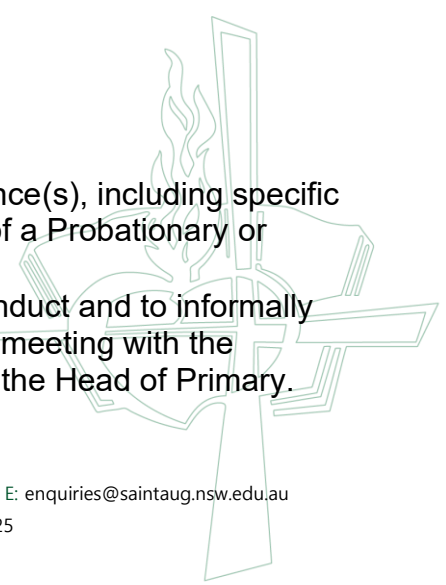 nce(s), including specific
of a Probationary or
nduct and to informally
meeting with the
the Head of Primary.
E: enquiries@saintaug.nsw.edu.au
25